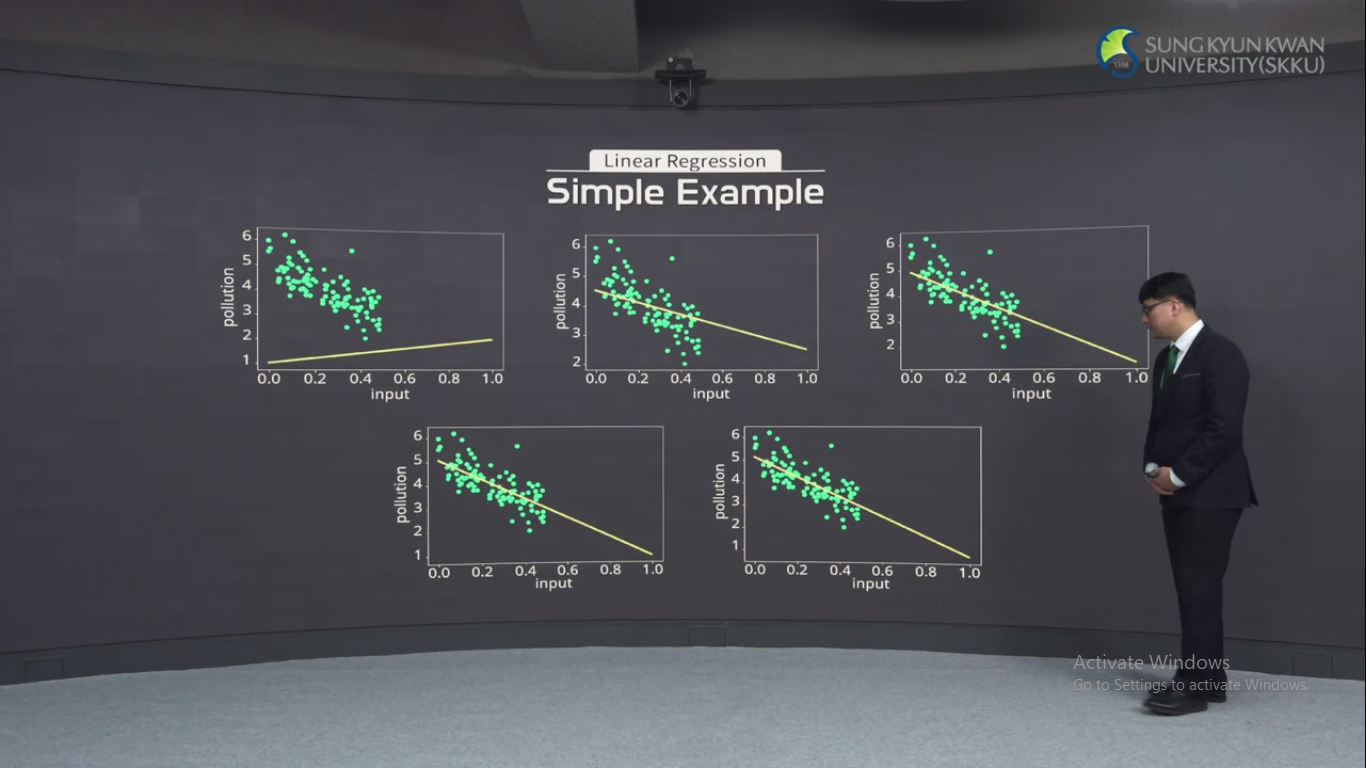 SUNG KYUN KWAN
UNIVERSITY(SKKU)
1398
Linear Regression
Simple Example
6
5
4
3
2
1
pollution
0.0 0.2 0.4 0.6 0.8 1.0
input
6
5
4
3
2
pollution
0.0 0.2 0.4 0.6 0.8 1.0
input
6
5
4
3
2
pollution
0.0 0.2 0.4 0.6 0.8 1.0
input
6
5
4
3
2
1
pollution
0.0 0.2 0.4 0.6 0.8 1.0
input
6
5
4
3
2
1
pollution
0.0 0.2 0.4 0.6 0.8 1.0
input
Activate Windows
Go to Settings to activate Windows.